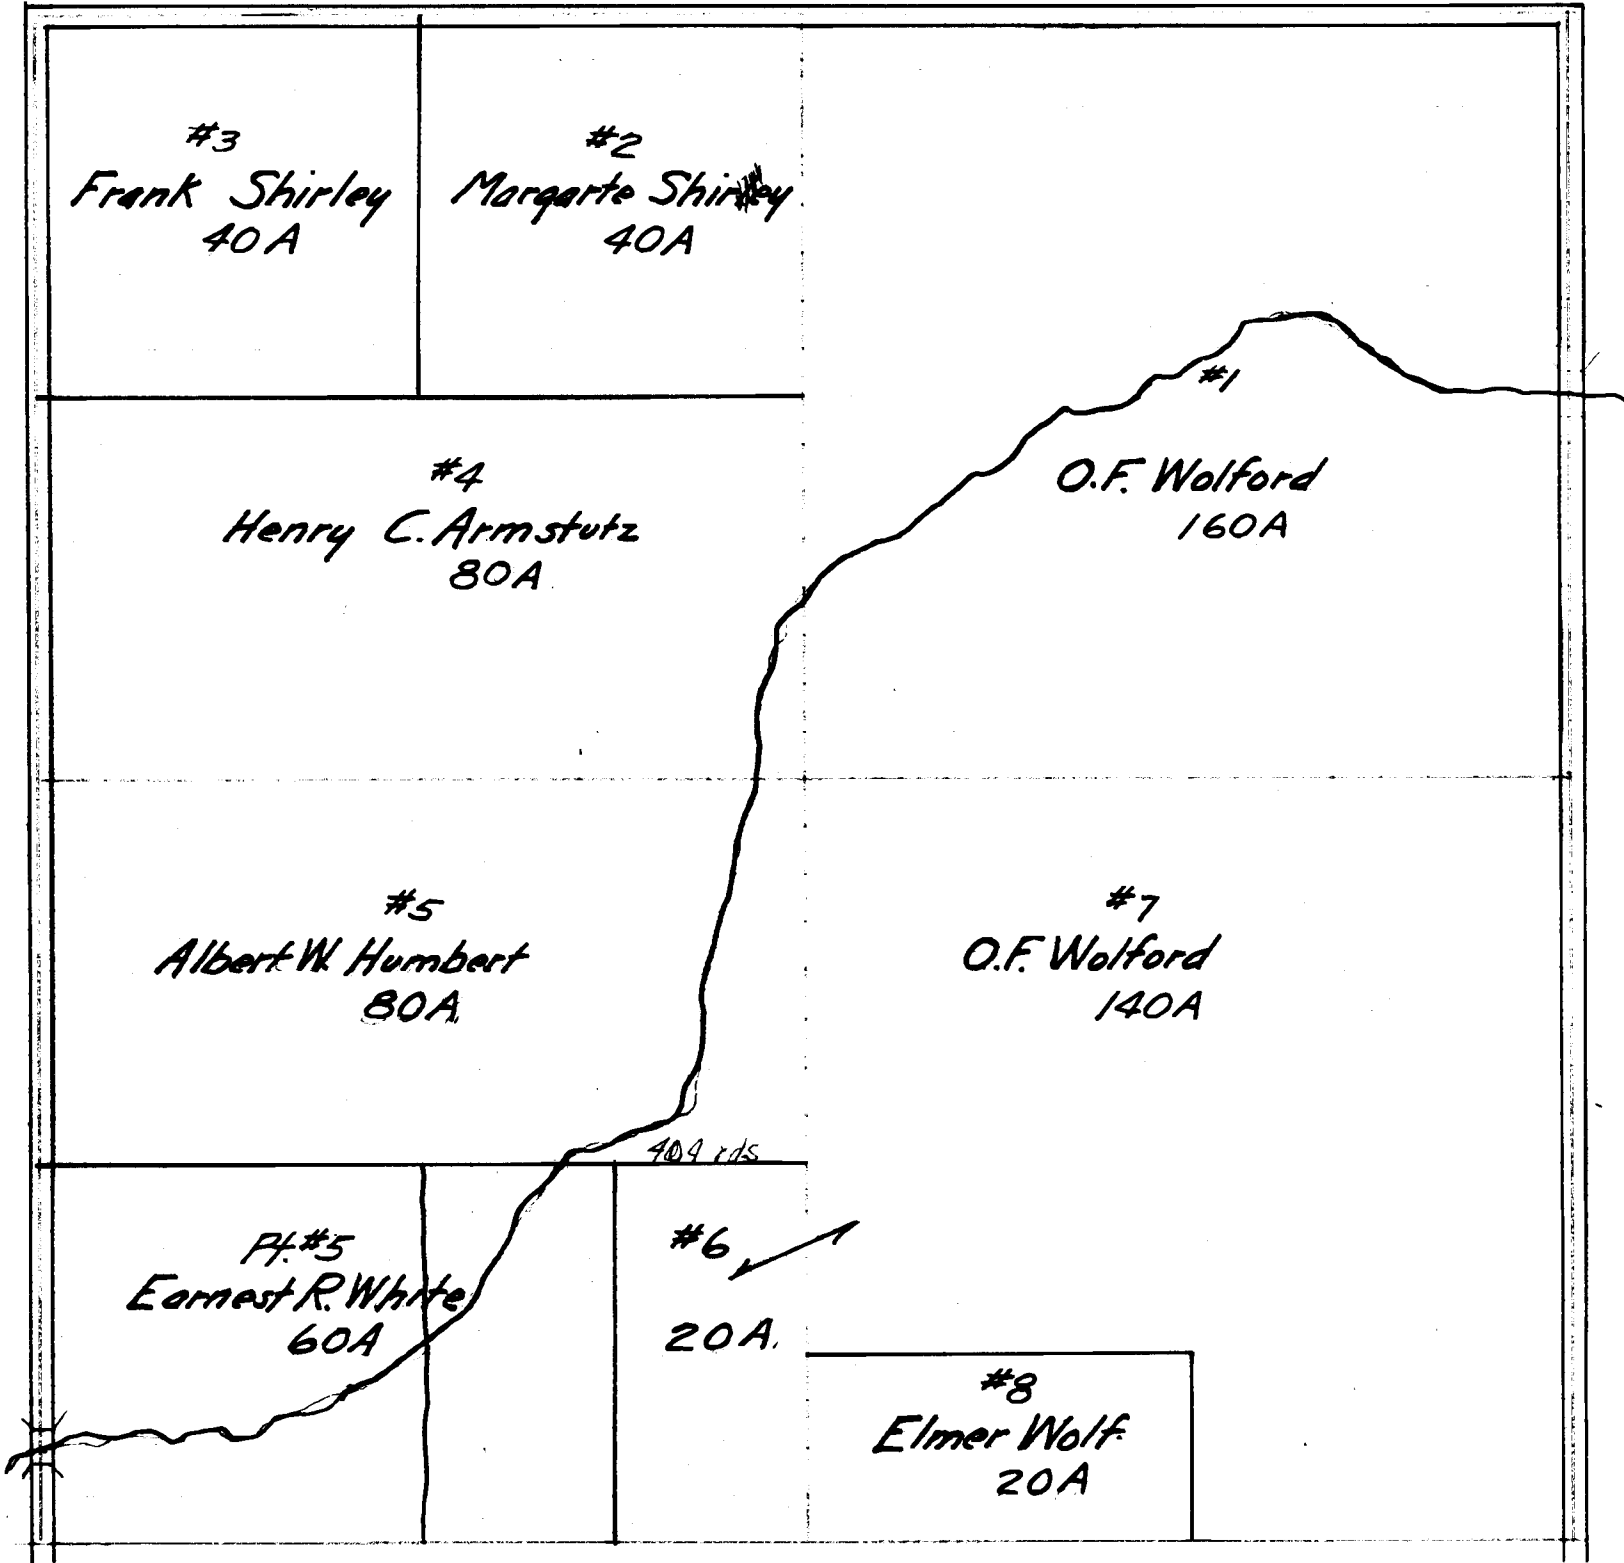 #3
Frank Shirley
40A
#2
Margarte Shirley
40A
#1
O.F. Wolford
160A
#4
Henry C. Armstutz
80A
#5
Albert W. Humbert
80A
#7
O.F. Wolford
140A
rds
Pt. #5
Earnest R. White
60A
#6
20A.
#8
Elmer Wolf
20A